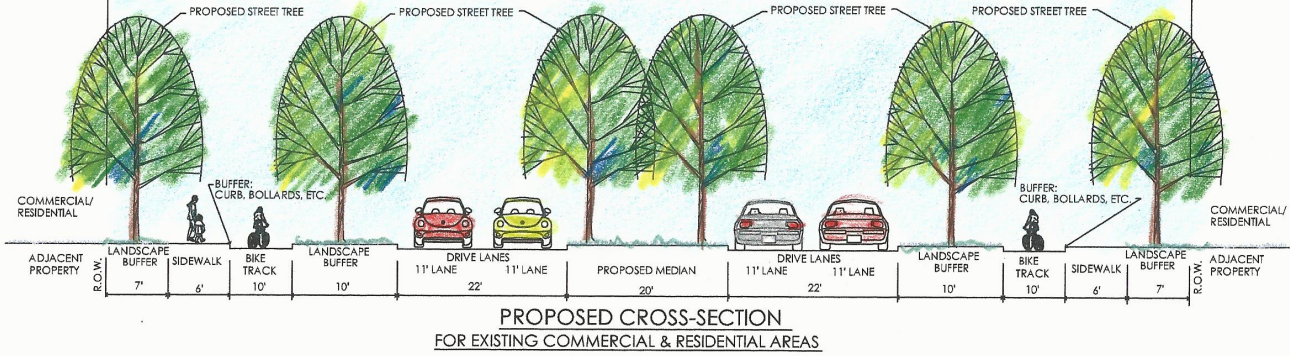 PROPOSED STREET TREE
PROPOSED STREET TREE
PROPOSED STREET TREE
PROPOSED STREET TREE
COMMERCIAL/
RESIDENTIAL
BUFFER:
CURB, BOLLARDS, ETC.
BUFFER:
CURB, BOLLARDS, ETC.
COMMERCIAL/
RESIDENTIAL
ADJACENT
PROPERTY
R.O.W.
LANDSCAPE
BUFFER
7'
SIDEWALK
6'
BIKE
TRACK
10'
LANDSCAPE
BUFFER
10'
DRIVE LANES
11' LANE
11' LANE
22'
PROPOSED MEDIAN
20'
DRIVE LANES
11' LANE
11' LANE
22'
LANDSCAPE
BUFFER
10'
BIKE
TRACK
10'
SIDEWALK
6'
LANDSCAPE
BUFFER
7'
R.O.W.
ADJACENT
PROPERTY
PROPOSED CROSS-SECTION
FOR EXISTING COMMERCIAL & RESIDENTIAL AREAS